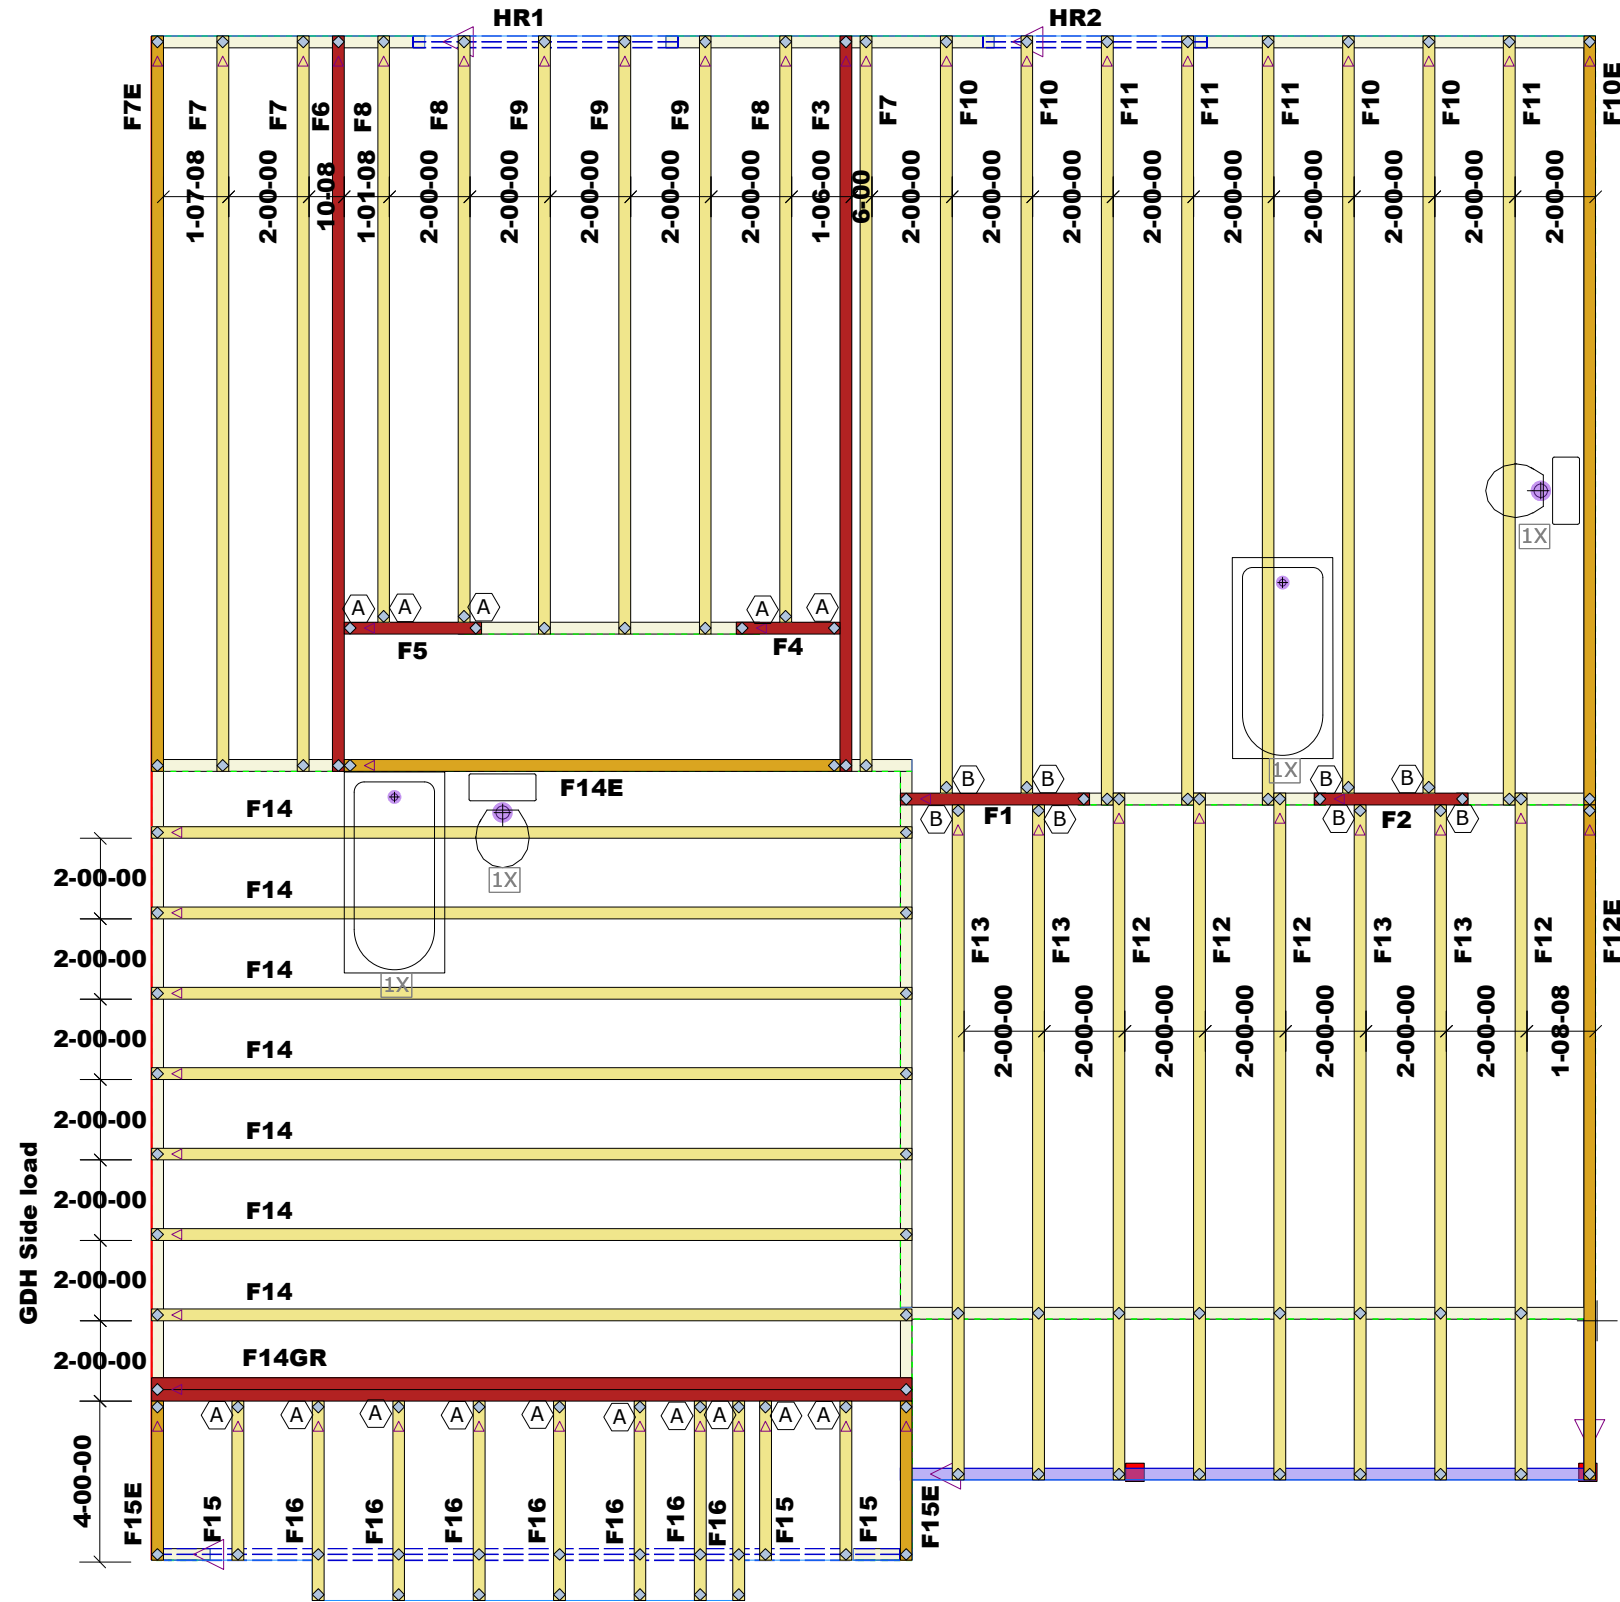 HR1
HR2
F7E
F7
F7
F6
F8
F8
F9
F9
F9
F8
F3
F7
F10
F10
F11
F11
F11
F10
F10
F11
F10E
1-07-08
2-00-00
10-08
1-01-08
2-00-00
2-00-00
2-00-00
2-00-00
2-00-00
1-06-00
6-00
2-00-00
2-00-00
2-00-00
2-00-00
2-00-00
2-00-00
2-00-00
2-00-00
2-00-00
1X
A
A
A
A
A
F5
F4
1X
F14E
B
B
B
B
F1
F2
B
B
B
B
F14
1X
2-00-00
F14
2-00-00
F14
1X
2-00-00
F14
2-00-00
F14
2-00-00
F14
2-00-00
F14
2-00-00
F14GR
GDH Side load
F13
F13
F12
F12
F12
F13
F13
F12
F12E
2-00-00
2-00-00
2-00-00
2-00-00
2-00-00
2-00-00
2-00-00
1-08-08
A
A
A
A
A
A
A
A
A
A
4-00-00
F15E
F15
F16
F16
F16
F16
F16
F16
F16
F15
F15
F15E